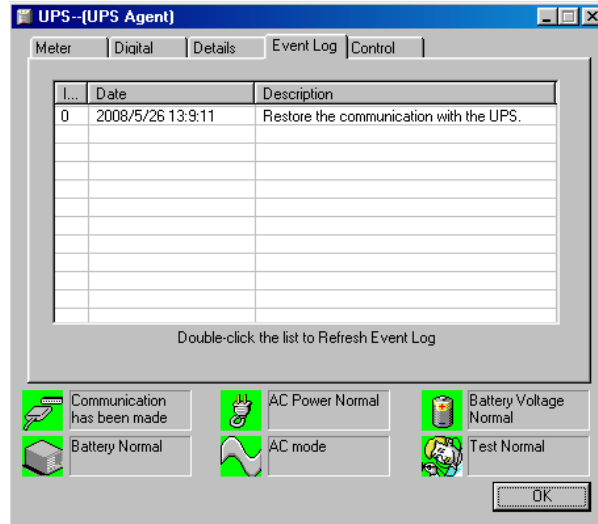 UPS--(UPS Agent)
Meter Digital Details Event Log Control
I... Date Description
0 2008/5/26 13:9:11 Restore the communication with the UPS.
Double-click the list to Refresh Event Log
Communication
has been made
AC Power Normal
Battery Voltage
Normal
Battery Normal
AC mode
Test Normal
OK